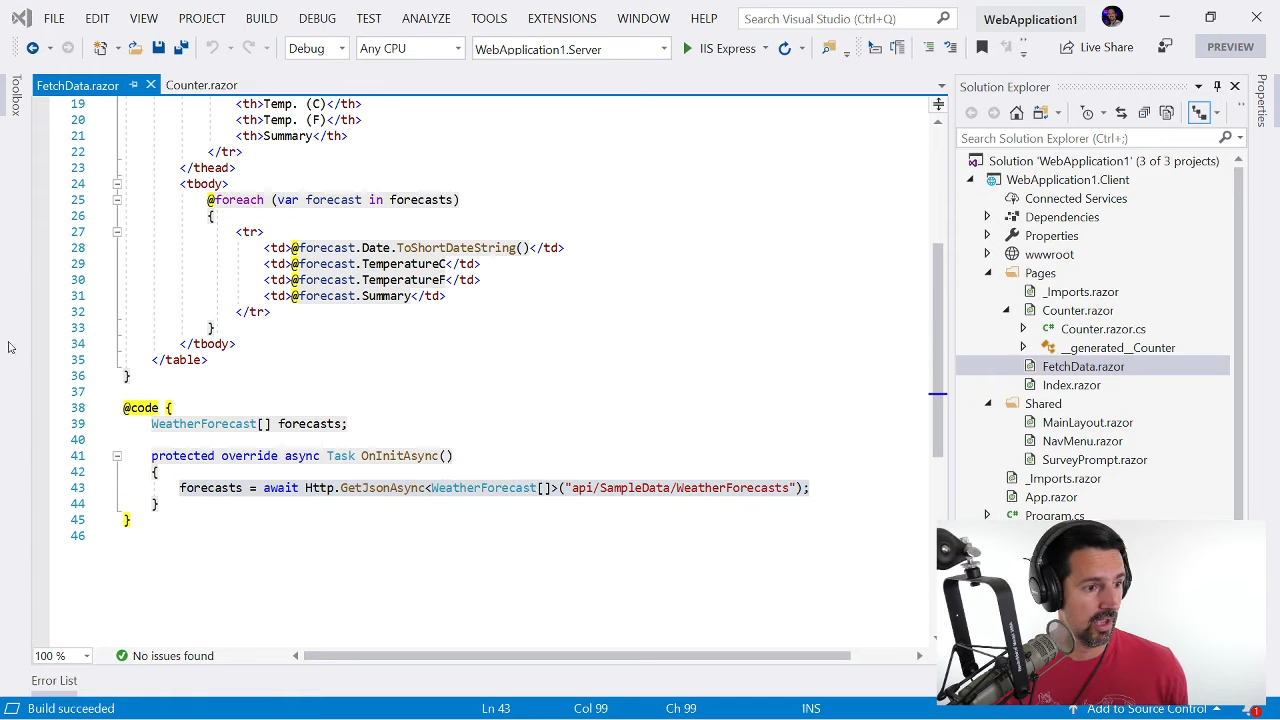 FILE EDIT VIEW PROJECT BUILD DEBUG TEST ANALYZE TOOLS EXTENSIONS WINDOW HELP Search Visual Studio (Ctrl+Q) WebApplication1
Debug Any CPU WebApplication1.Server IIS Express Live Share PREVIEW
Toolbox
FetchData.razor Counter.razor
19 <th>Temp. (C)</th>
20 <th>Temp. (F)</th>
21 <th>Summary</th>
22 </tr>
23 </thead>
24 <tbody>
25 @foreach (var forecast in forecasts)
26 {
27 <tr>
28 <td>@forecast.Date.ToShortDateString()</td>
29 <td>@forecast.TemperatureC</td>
30 <td>@forecast.TemperatureF</td>
31 <td>@forecast.Summary</td>
32 </tr>
33 }
34 </tbody>
35 </table>
36 }
37
38 @code {
39 WeatherForecast[] forecasts;
40
41 protected override async Task OnInitAsync()
42 {
43 forecasts = await Http.GetJsonAsync<WeatherForecast[]>("api/SampleData/WeatherForecasts");
44 }
45 }
46
100 % No issues found
Error List
Build succeeded Ln 43 Col 99 Ch 99 INS Add to Source Control 1
Solution Explorer
Search Solution Explorer (Ctrl+;)
Solution 'WebApplication1' (3 of 3 projects)
WebApplication1.Client
Connected Services
Dependencies
Properties
wwwroot
Pages
_Imports.razor
Counter.razor
Counter.razor.cs
__generated__Counter
FetchData.razor
Index.razor
Shared
MainLayout.razor
NavMenu.razor
SurveyPrompt.razor
_Imports.razor
App.razor
Program.cs
Properties